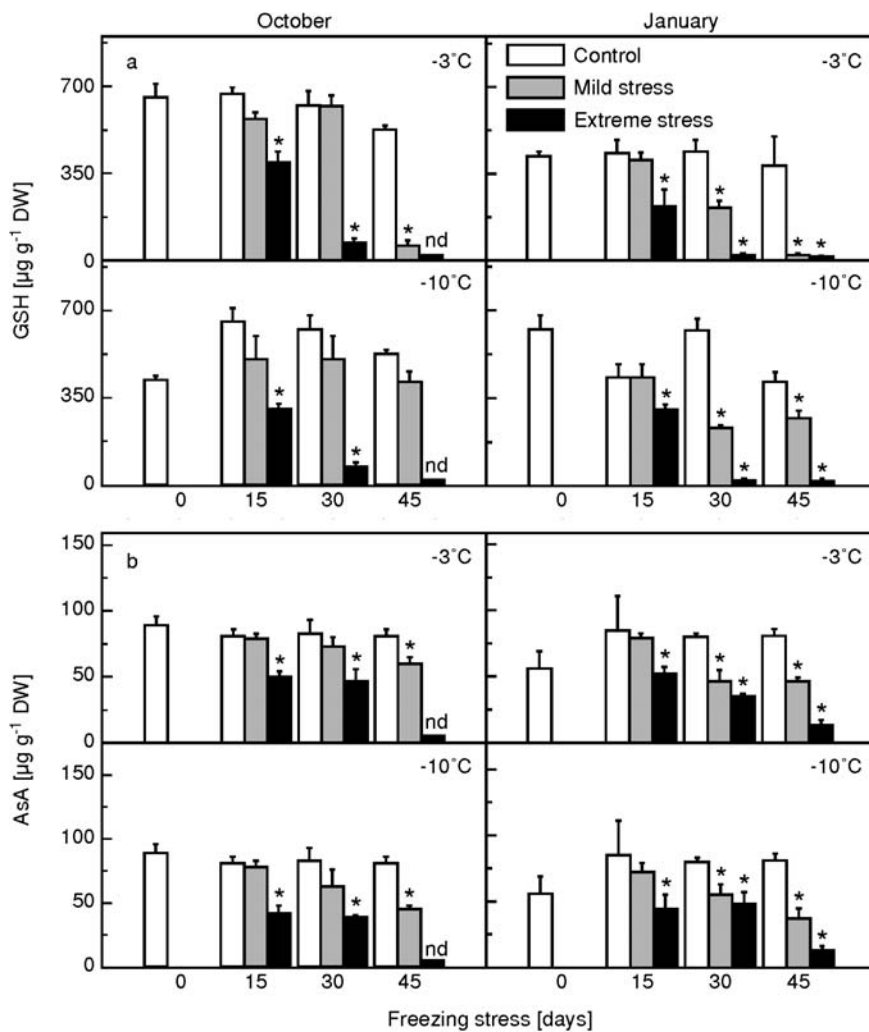 October January
a -3°C Control -3°C
Mild stress
Extreme stress
700
350
0
* * * nd * * * * *
GSH [µg g⁻¹ DW]
-10°C -10°C
700
350
0
* * nd * * * * *
0 15 30 45 0 15 30 45
b -3°C -3°C
150
100
50
0
* * * nd * * * * *
AsA [µg g⁻¹ DW]
-10°C -10°C
150
100
50
0
* * * nd * * * * *
0 15 30 45 0 15 30 45
Freezing stress [days]